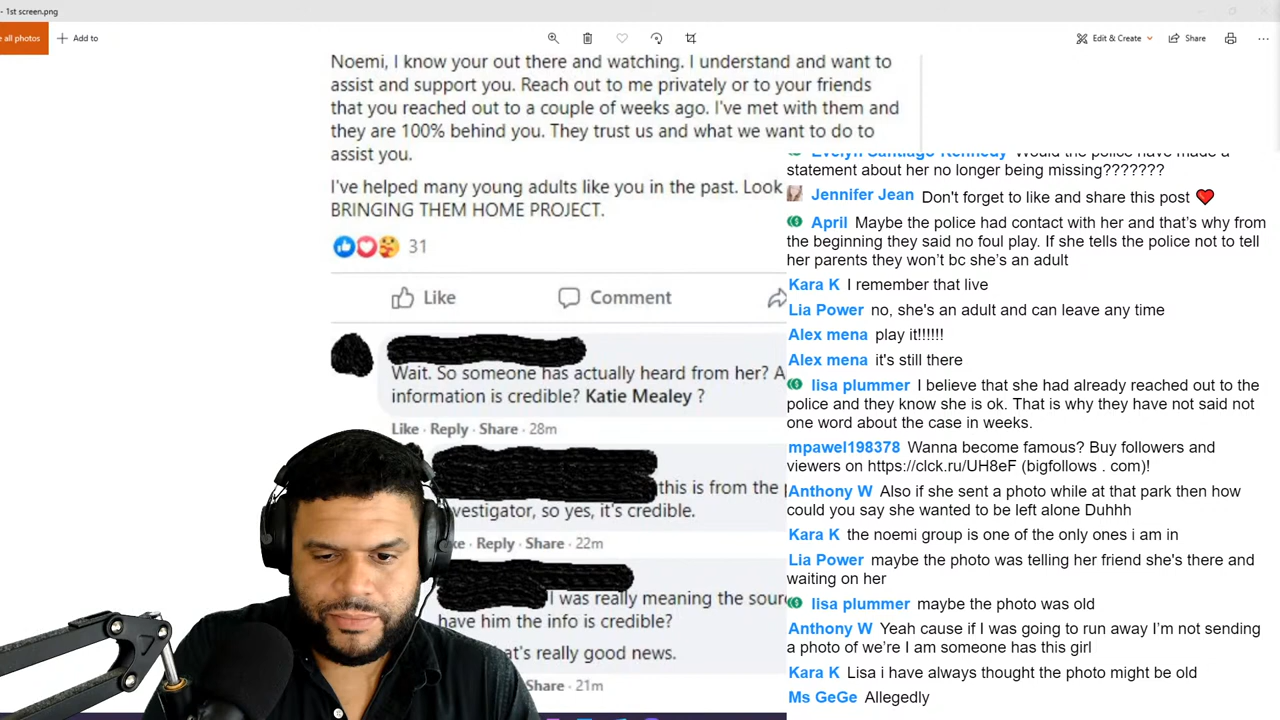 - 1st screen.png
e all photos
Add to
Edit & Create
Share
Noemi, I know your out there and watching. I understand and want to
assist and support you. Reach out to me privately or to your friends
that you reached out to a couple of weeks ago. I've met with them and
they are 100% behind you. They trust us and what we want to do to
assist you.
I've helped many young adults like you in the past. Look
BRINGING THEM HOME PROJECT.
31
Like
Comment
Wait. So someone has actually heard from her? A
information is credible? Katie Mealey ?
Like · Reply · Share · 28m
this is from the p
vestigator, so yes, it's credible.
ke · Reply · Share · 22m
I was really meaning the sour
have him the info is credible?
at's really good news.
Share · 21m
Evelyn Santiago-Kennedy Would the police have made a
statement about her no longer being missing???????
Jennifer Jean Don't forget to like and share this post ❤️
April Maybe the police had contact with her and that's why from
the beginning they said no foul play. If she tells the police not to tell
her parents they won't bc she's an adult
Kara K I remember that live
Lia Power no, she's an adult and can leave any time
Alex mena play it!!!!!!
Alex mena it's still there
lisa plummer I believe that she had already reached out to the
police and they know she is ok. That is why they have not said not
one word about the case in weeks.
mpawel198378 Wanna become famous? Buy followers and
viewers on https://clck.ru/UH8eF (bigfollows . com)!
Anthony W Also if she sent a photo while at that park then how
could you say she wanted to be left alone Duhhh
Kara K the noemi group is one of the only ones i am in
Lia Power maybe the photo was telling her friend she's there and
waiting on her
lisa plummer maybe the photo was old
Anthony W Yeah cause if I was going to run away I'm not sending
a photo of we're I am someone has this girl
Kara K Lisa i have always thought the photo might be old
Ms GeGe Allegedly